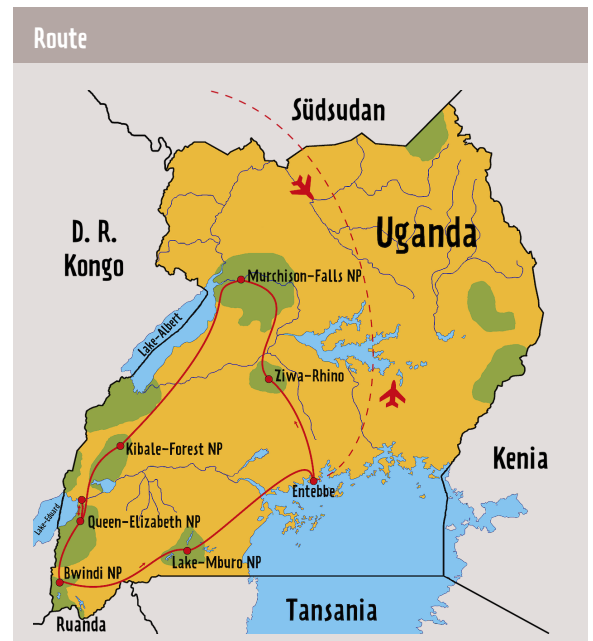 Route
Südsudan
Uganda
D. R.
Kongo
Murchison-Falls NP
Lake-Albert
Ziwa-Rhino
Kibale-Forest NP
Kenia
Entebbe
Lake-Eduard
Queen-Elizabeth NP
Lake-Mburo NP
Bwindi NP
Tansania
Ruanda